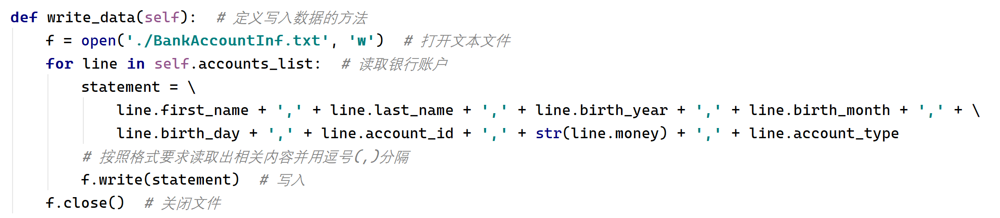 def write_data(self):  # 定义写入数据的方法
    f = open('./BankAccountInf.txt', 'w')  # 打开文本文件
    for line in self.accounts_list:  # 读取银行账户
        statement = \
            line.first_name + ',' + line.last_name + ',' + line.birth_year + ',' + line.birth_month + ',' + \
            line.birth_day + ',' + line.account_id + ',' + str(line.money) + ',' + line.account_type
        # 按照格式要求读取出相关内容并用逗号(,)分隔
        f.write(statement)  # 写入
    f.close()  # 关闭文件